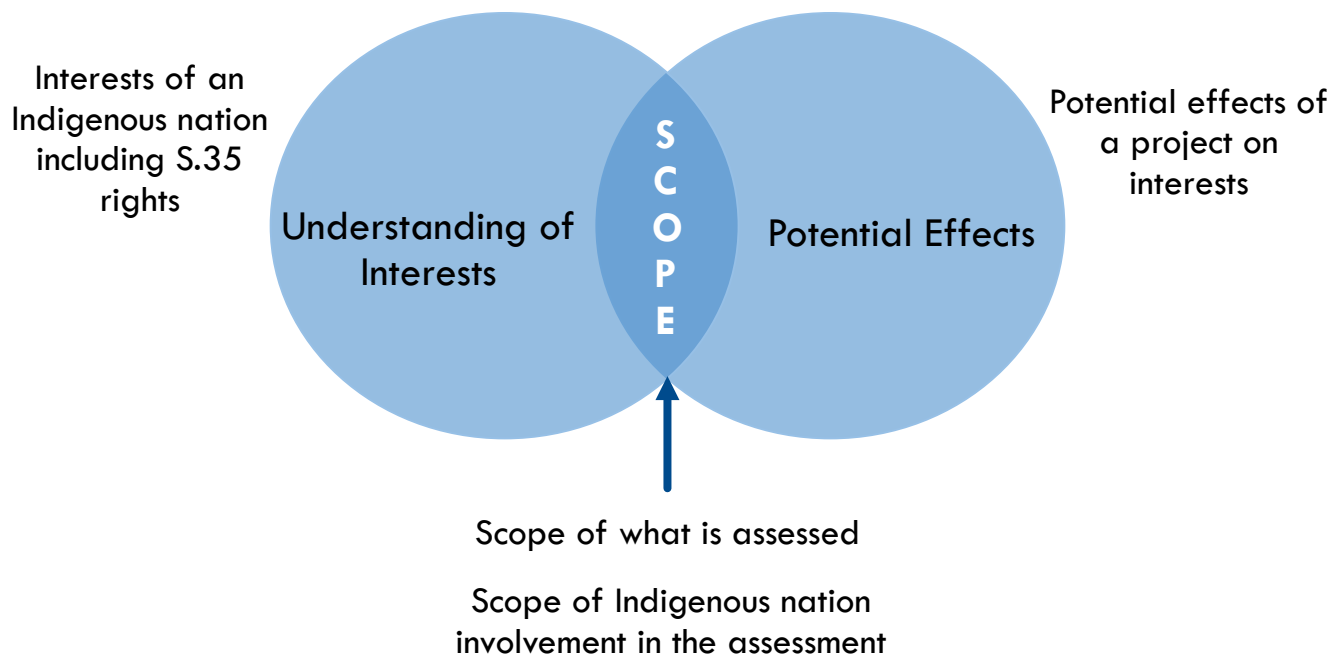 Interests of an
Indigenous nation
including S.35
rights
Understanding of
Interests
S
C
O
P
E
Potential Effects
Potential effects of
a project on
interests
Scope of what is assessed
Scope of Indigenous nation
involvement in the assessment